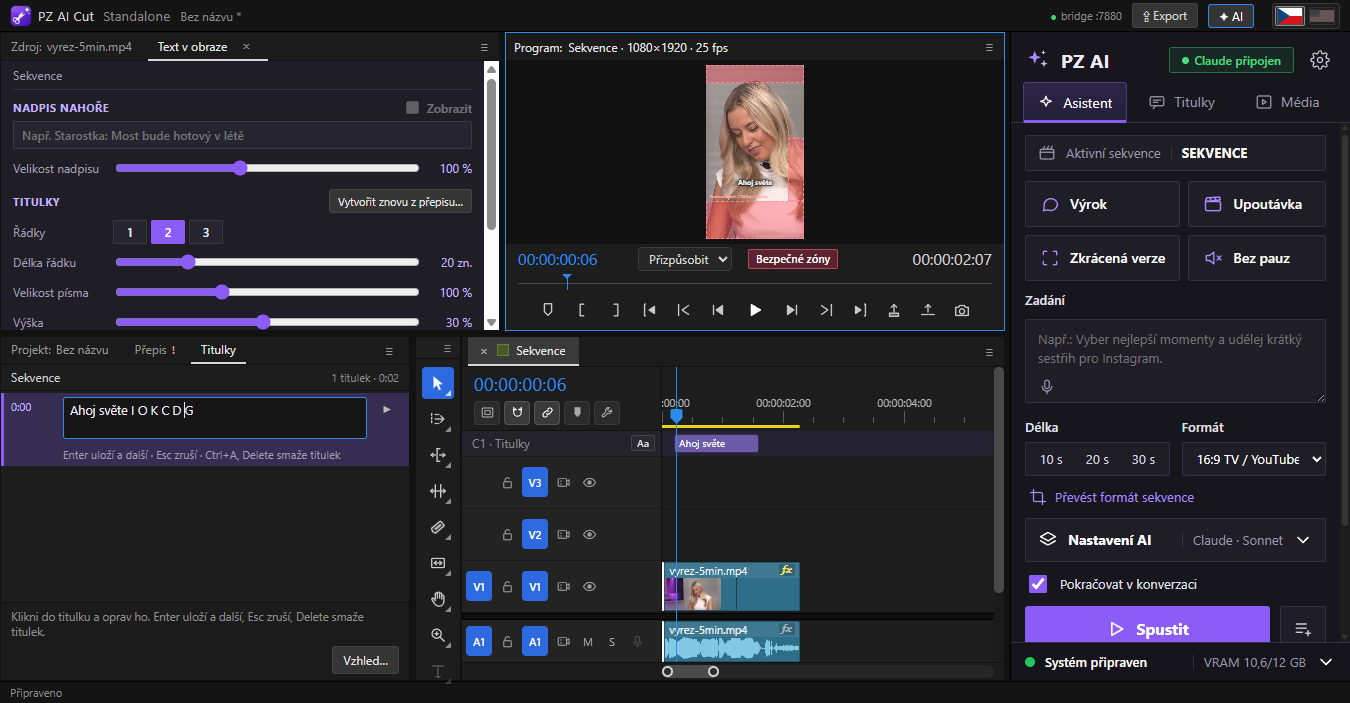 PZ AI Cut Standalone Bez názvu *
bridge :7880 Export AI
Zdroj: vyrez-5min.mp4 Text v obraze ×
Sekvence
NADPIS NAHOŘE Zobrazit
Např. Starostka: Most bude hotový v létě
Velikost nadpisu 100 %
TITULKY Vytvořit znovu z přepisu...
Řádky 1 2 3
Délka řádku 20 zn.
Velikost písma 100 %
Výška 30 %
Program: Sekvence · 1080×1920 · 25 fps
Ahoj světe
00:00:00:06 Přizpůsobit Bezpečné zóny 00:00:02:07
Projekt: Bez názvu Přepis ! Titulky
Sekvence 1 titulek · 0:02
0:00 Ahoj světe I O K C D G
Enter uloží a další · Esc zruší · Ctrl+A, Delete smaže titulek
Klikni do titulku a oprav ho. Enter uloží a další, Esc zruší, Delete smaže
titulek.
Vzhled...
× Sekvence
00:00:00:06
:00:00 00:00:02:00 00:00:04:00
C1 · Titulky Aa Ahoj světe
V3
V2
V1 V1 vyrez-5min.mp4 fx
A1 A1 M S vyrez-5min.mp4 fx
T
PZ AI Claude připojen
Asistent Titulky Média
Aktivní sekvence SEKVENCE
Výrok Upoutávka
Zkrácená verze Bez pauz
Zadání
Např.: Vyber nejlepší momenty a udělej krátký
sestřih pro Instagram.
Délka Formát
10 s 20 s 30 s 16:9 TV / YouTube
Převést formát sekvence
Nastavení AI Claude · Sonnet
Pokračovat v konverzaci
Spustit
Systém připraven VRAM 10,6/12 GB
Připraveno